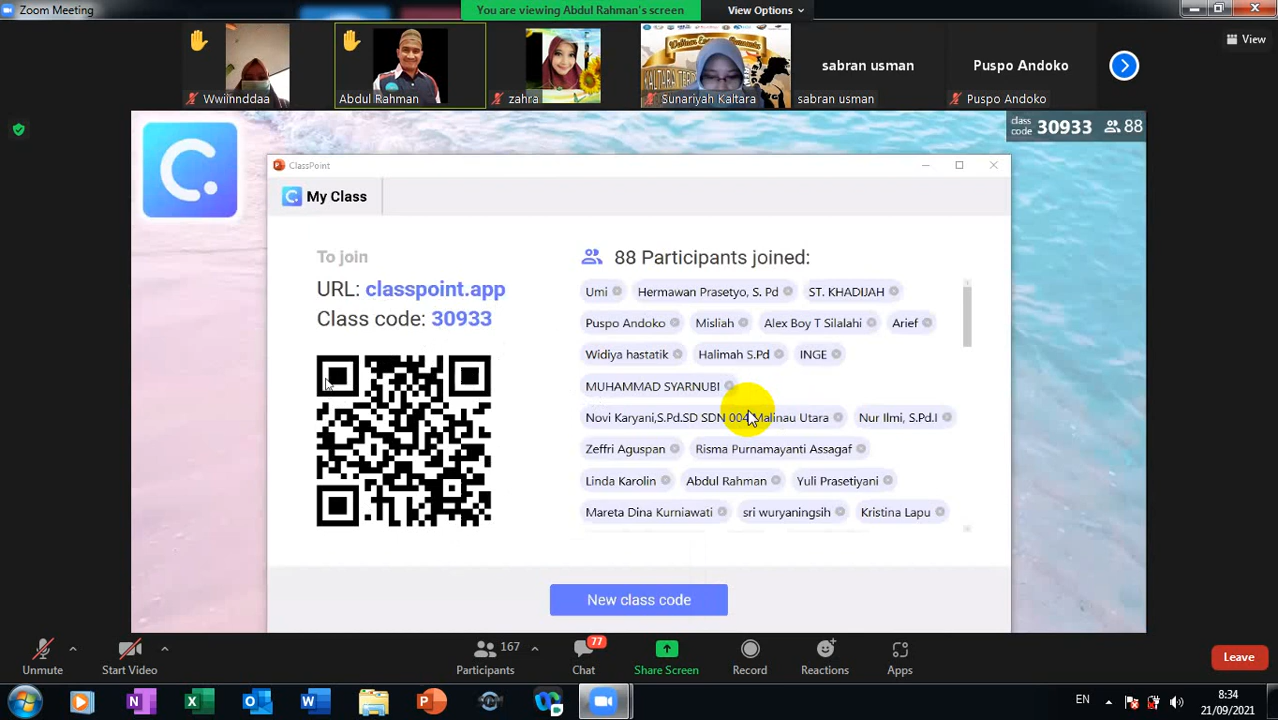 Zoom Meeting
You are viewing Abdul Rahman's screen
View Options
View
Wwiinnddaa
Abdul Rahman
zahra
KALTARA
Sunariyah Kaltara
sabran usman
sabran usman
Puspo Andoko
Puspo Andoko
class code 30933 88
C.
ClassPoint
C. My Class
To join
URL: classpoint.app
Class code: 30933
88 Participants joined:
Umi Hermawan Prasetyo, S. Pd ST. KHADIJAH
Puspo Andoko Misliah Alex Boy T Silalahi Arief
Widiya hastatik Halimah S.Pd INGE
MUHAMMAD SYARNUBI
Novi Karyani,S.Pd.SD SDN 004 Malinau Utara Nur Ilmi, S.Pd.I
Zeffri Aguspan Risma Purnamayanti Assagaf
Linda Karolin Abdul Rahman Yuli Prasetiyani
Mareta Dina Kurniawati sri wuryaningsih Kristina Lapu
New class code
Unmute
Start Video
167
Participants
77
Chat
Share Screen
Record
Reactions
Apps
Leave
EN
8:34
21/09/2021